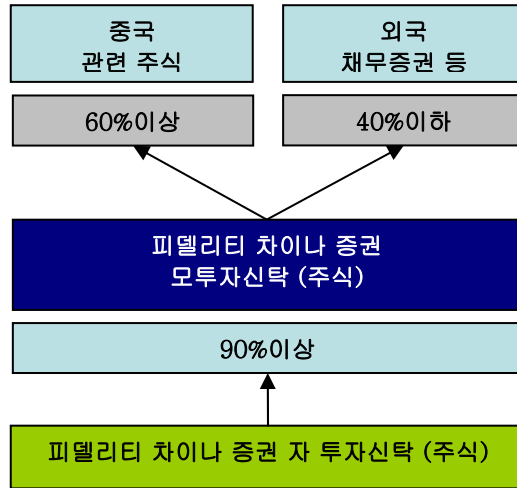 중국
관련 주식
외국
채무증권 등
60%이상
40%이하
피델리티 차이나 증권
모투자신탁 (주식)
90%이상
피델리티 차이나 증권 자 투자신탁 (주식)